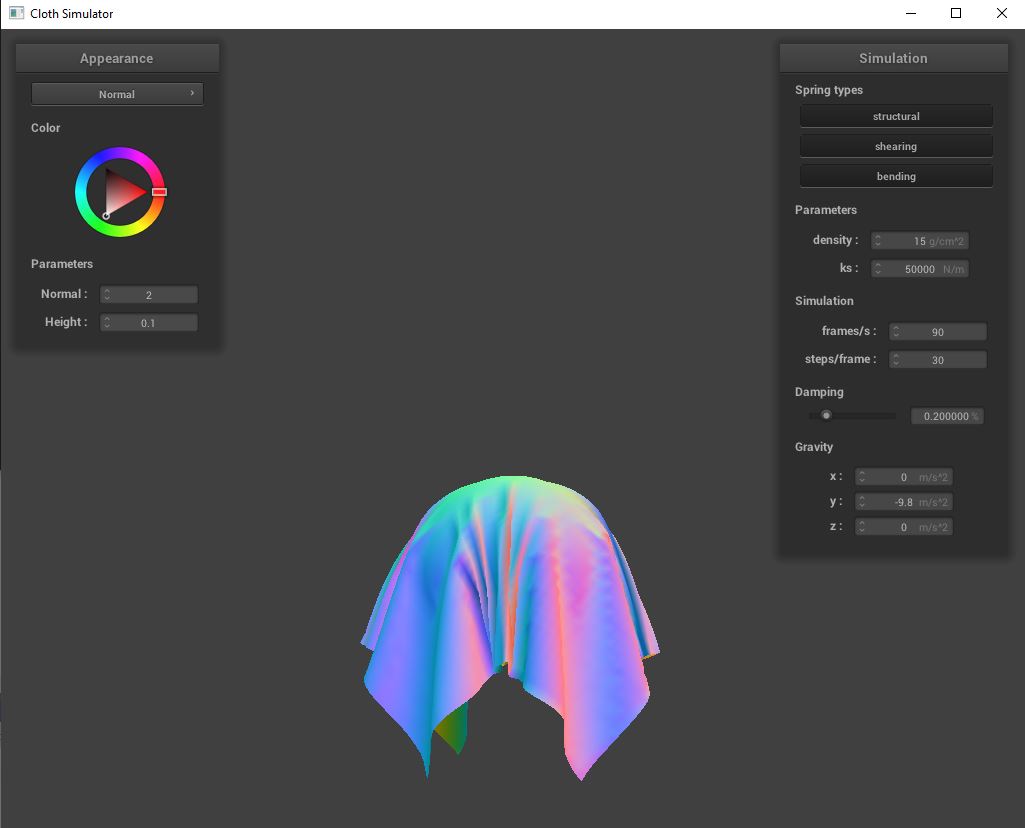 Cloth Simulator
Appearance
Normal
Color
Parameters
Normal : 2
Height : 0.1
Simulation
Spring types
structural
shearing
bending
Parameters
density : 15 g/cm^2
ks : 50000 N/m
Simulation
frames/s : 90
steps/frame : 30
Damping
0.200000 %
Gravity
x : 0 m/s^2
y : -9.8 m/s^2
z : 0 m/s^2